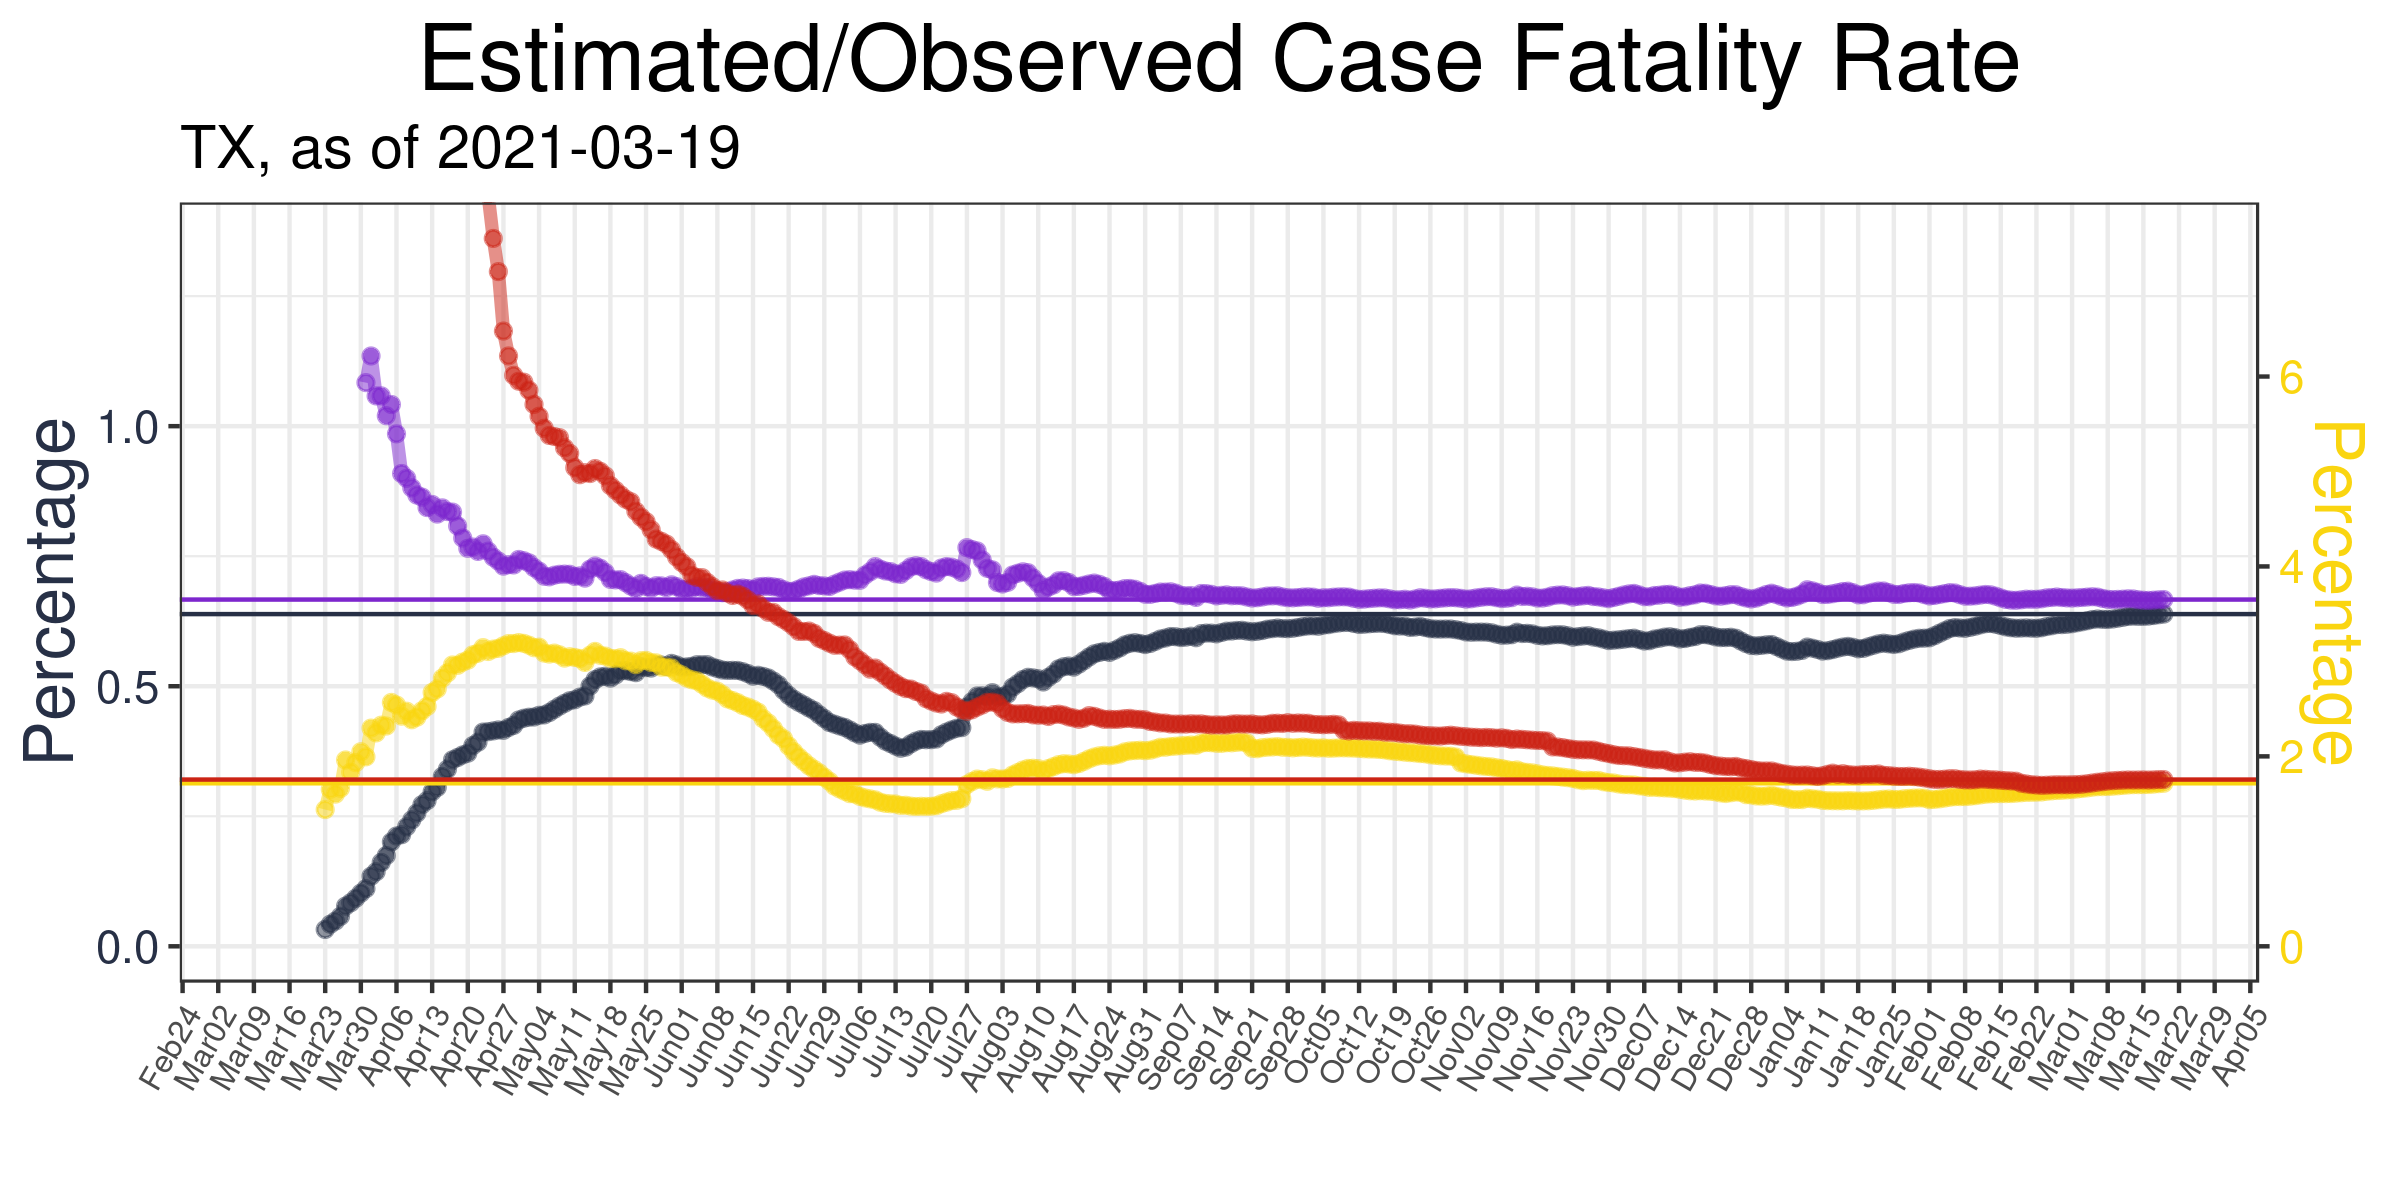 Estimated/Observed Case Fatality Rate
TX, as of 2021-03-19
Percentage
1.0
0.5
0.0
6
4
2
0
Percentage
Feb24
Mar02
Mar09
Mar16
Mar23
Mar30
Apr06
Apr13
Apr20
Apr27
May04
May11
May18
May25
Jun01
Jun08
Jun15
Jun22
Jun29
Jul06
Jul13
Jul20
Jul27
Aug03
Aug10
Aug17
Aug24
Aug31
Sep07
Sep14
Sep21
Sep28
Oct05
Oct12
Oct19
Oct26
Nov02
Nov09
Nov16
Nov23
Nov30
Dec07
Dec14
Dec21
Dec28
Jan04
Jan11
Jan18
Jan25
Feb01
Feb08
Feb15
Feb22
Mar01
Mar08
Mar15
Mar22
Mar29
Apr05